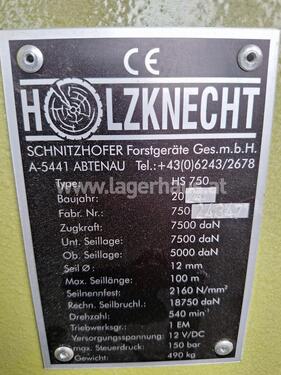 CE
HOLZKNECHT
SCHNITZHOFER Forstgeräte Ges.m.b.H.
A-5441 ABTENAU Tel.:+43(0)6243/2678
www.lagerhaus.at
Type: HS 750
Baujahr: 20
Fabr. Nr.: 750
Zugkraft: 7500 daN
Unt. Seillage: 7500 daN
Ob. Seillage: 5000 daN
Seil Ø: 12 mm
Max. Seillänge: 100 m
Seilnennfest: 2160 N/mm²
Rechn. Seilbruchl.: 18750 daN
Drehzahl: 540 min⁻¹
Triebwerksgr.: 1 EM
Versorgungsspannung: 12 V/DC
max. Steuerdruck: 150 bar
Gewicht: 490 kg